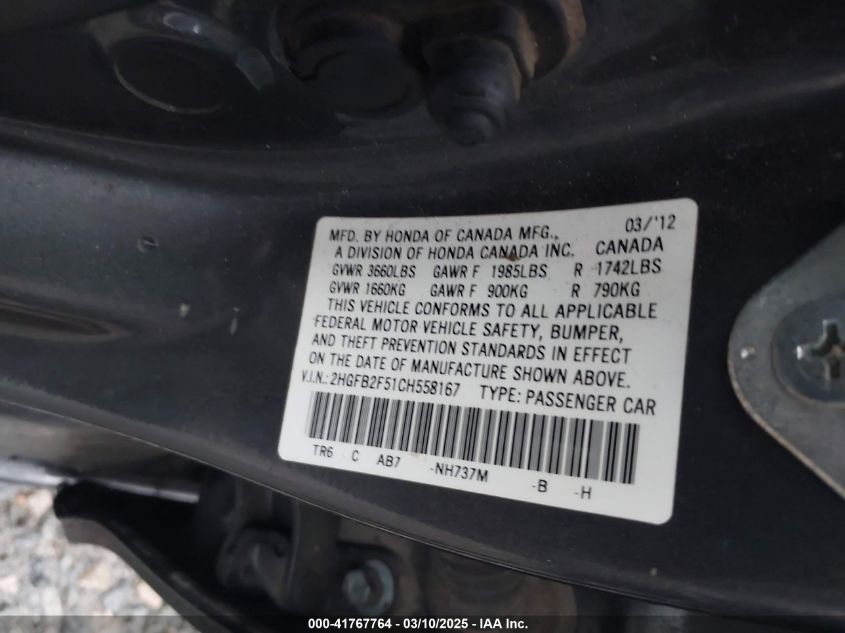 03/'12
MFD. BY HONDA OF CANADA MFG.,
A DIVISION OF HONDA CANADA INC. CANADA
GVWR 3660LBS GAWR F 1985LBS R 1742LBS
GVWR 1660KG GAWR F 900KG R 790KG
THIS VEHICLE CONFORMS TO ALL APPLICABLE
FEDERAL MOTOR VEHICLE SAFETY, BUMPER,
AND THEFT PREVENTION STANDARDS IN EFFECT
ON THE DATE OF MANUFACTURE SHOWN ABOVE.
V.I.N.: 2HGFB2F51CH558167 TYPE: PASSENGER CAR
TR6 C AB7 -NH737M -B -H
000-41767764 - 03/10/2025 - IAA Inc.